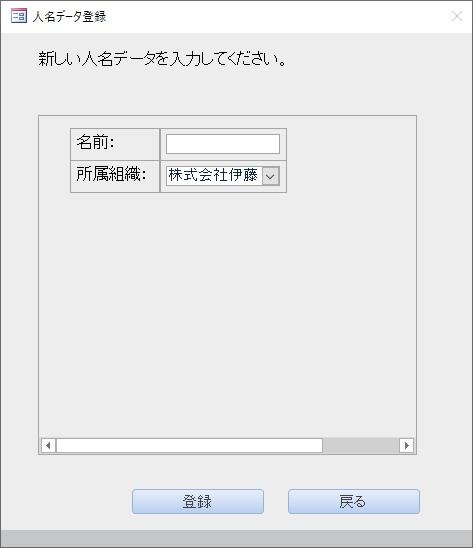 人名データ登録
新しい人名データを入力してください。
名前:
所属組織: 株式会社伊藤
登録 戻る